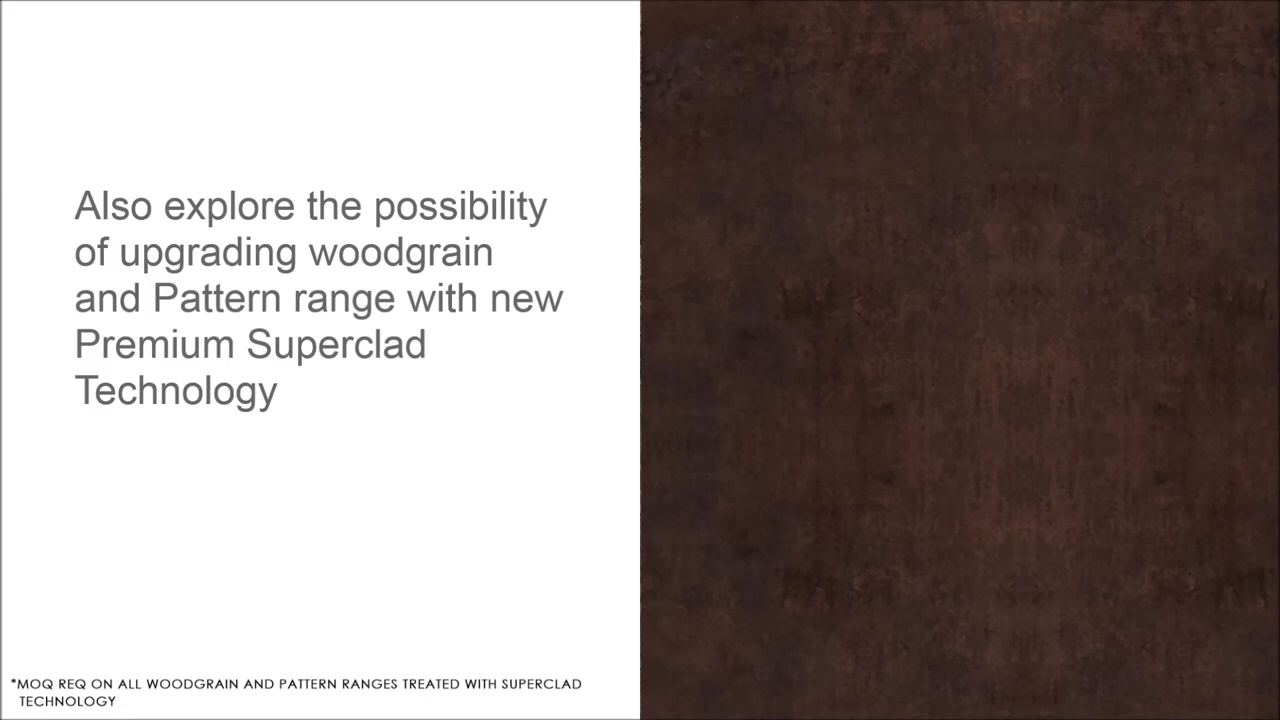 Also explore the possibility
of upgrading woodgrain
and Pattern range with new
Premium Superclad
Technology
*MOQ REQ ON ALL WOODGRAIN AND PATTERN RANGES TREATED WITH SUPERCLAD
TECHNOLOGY